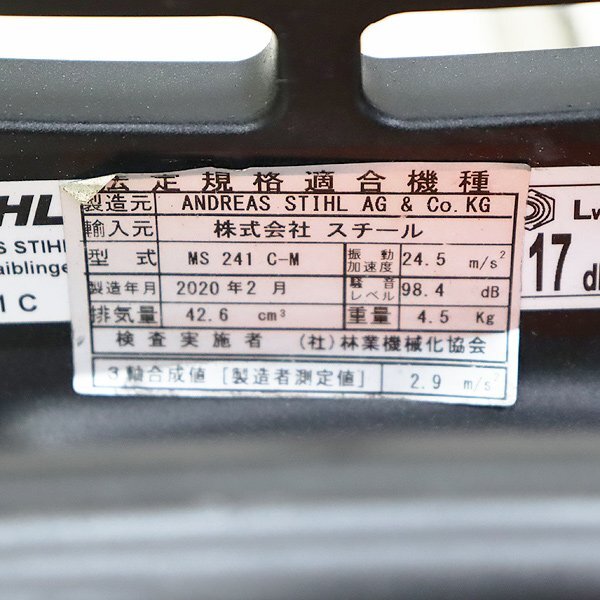 法定規格適合機種
製造元 ANDREAS STIHL AG & Co.KG
輸入元 株式会社 スチール
型式 MS 241 C-M 振動加速度 24.5 m/s²
製造年月 2020年2月 騒音レベル 98.4 dB
排気量 42.6 cm³ 重量 4.5 Kg
検査実施者 (社)林業機械化協会
3軸合成値 [製造者測定値] 2.9 m/s²
HL
S STIHL
aiblinge
1 C
Lw
17 d